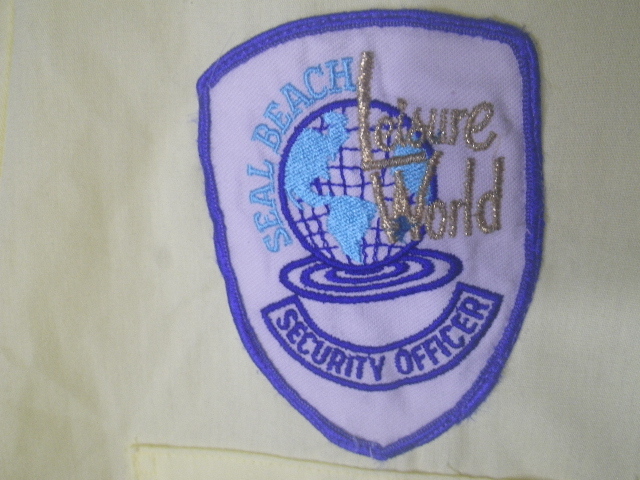 SEAL BEACH
Leisure
World
SECURITY OFFICER